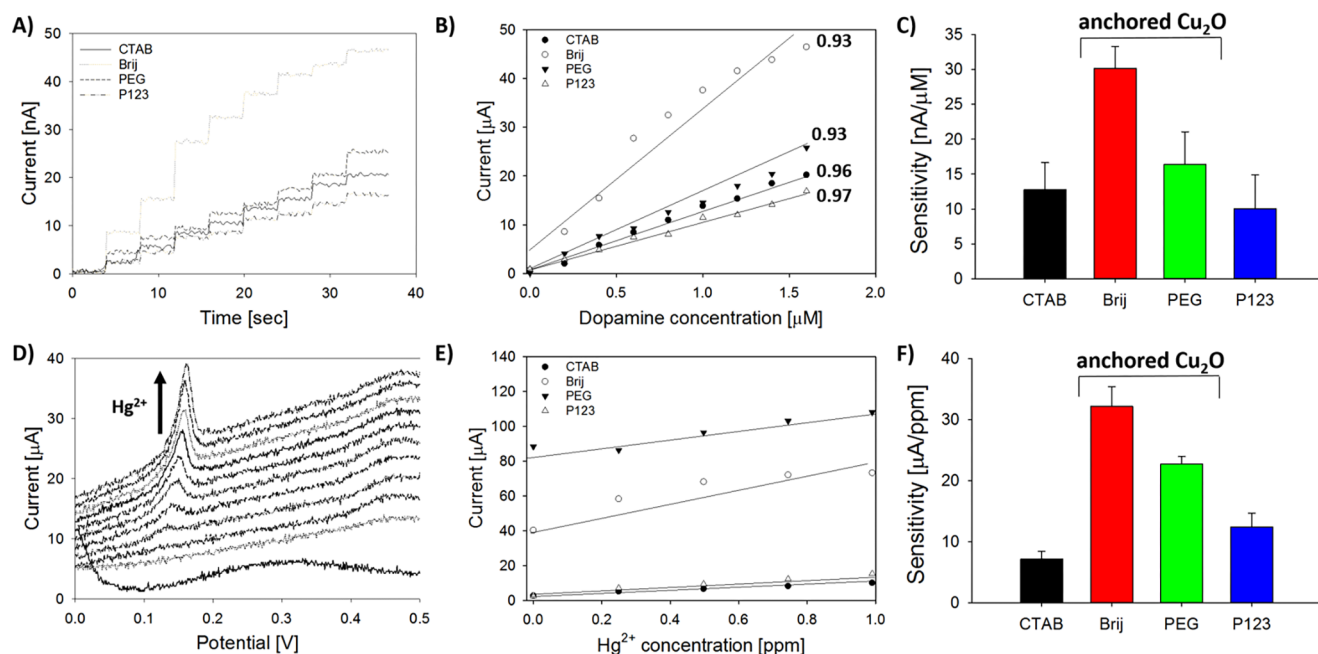 A)
50
40
30
20
10
0
Current [nA]
CTAB
Brij
PEG
P123
0 10 20 30 40
Time [sec]
B)
50
40
30
20
10
0
Current [μA]
CTAB
Brij
PEG
P123
0.93
0.93
0.96
0.97
0.0 0.5 1.0 1.5 2.0
Dopamine concentration [μM]
C)
anchored Cu₂O
35
30
25
20
15
10
5
0
Sensitivity [nA/μM]
CTAB Brij PEG P123
D)
40
30
20
10
0
Current [μA]
Hg²⁺
0.0 0.1 0.2 0.3 0.4 0.5
Potential [V]
E)
140
120
100
80
60
40
20
0
Current [μA]
CTAB
Brij
PEG
P123
0.0 0.2 0.4 0.6 0.8 1.0
Hg²⁺ concentration [ppm]
F)
anchored Cu₂O
40
30
20
10
0
Sensitivity [μA/ppm]
CTAB Brij PEG P123